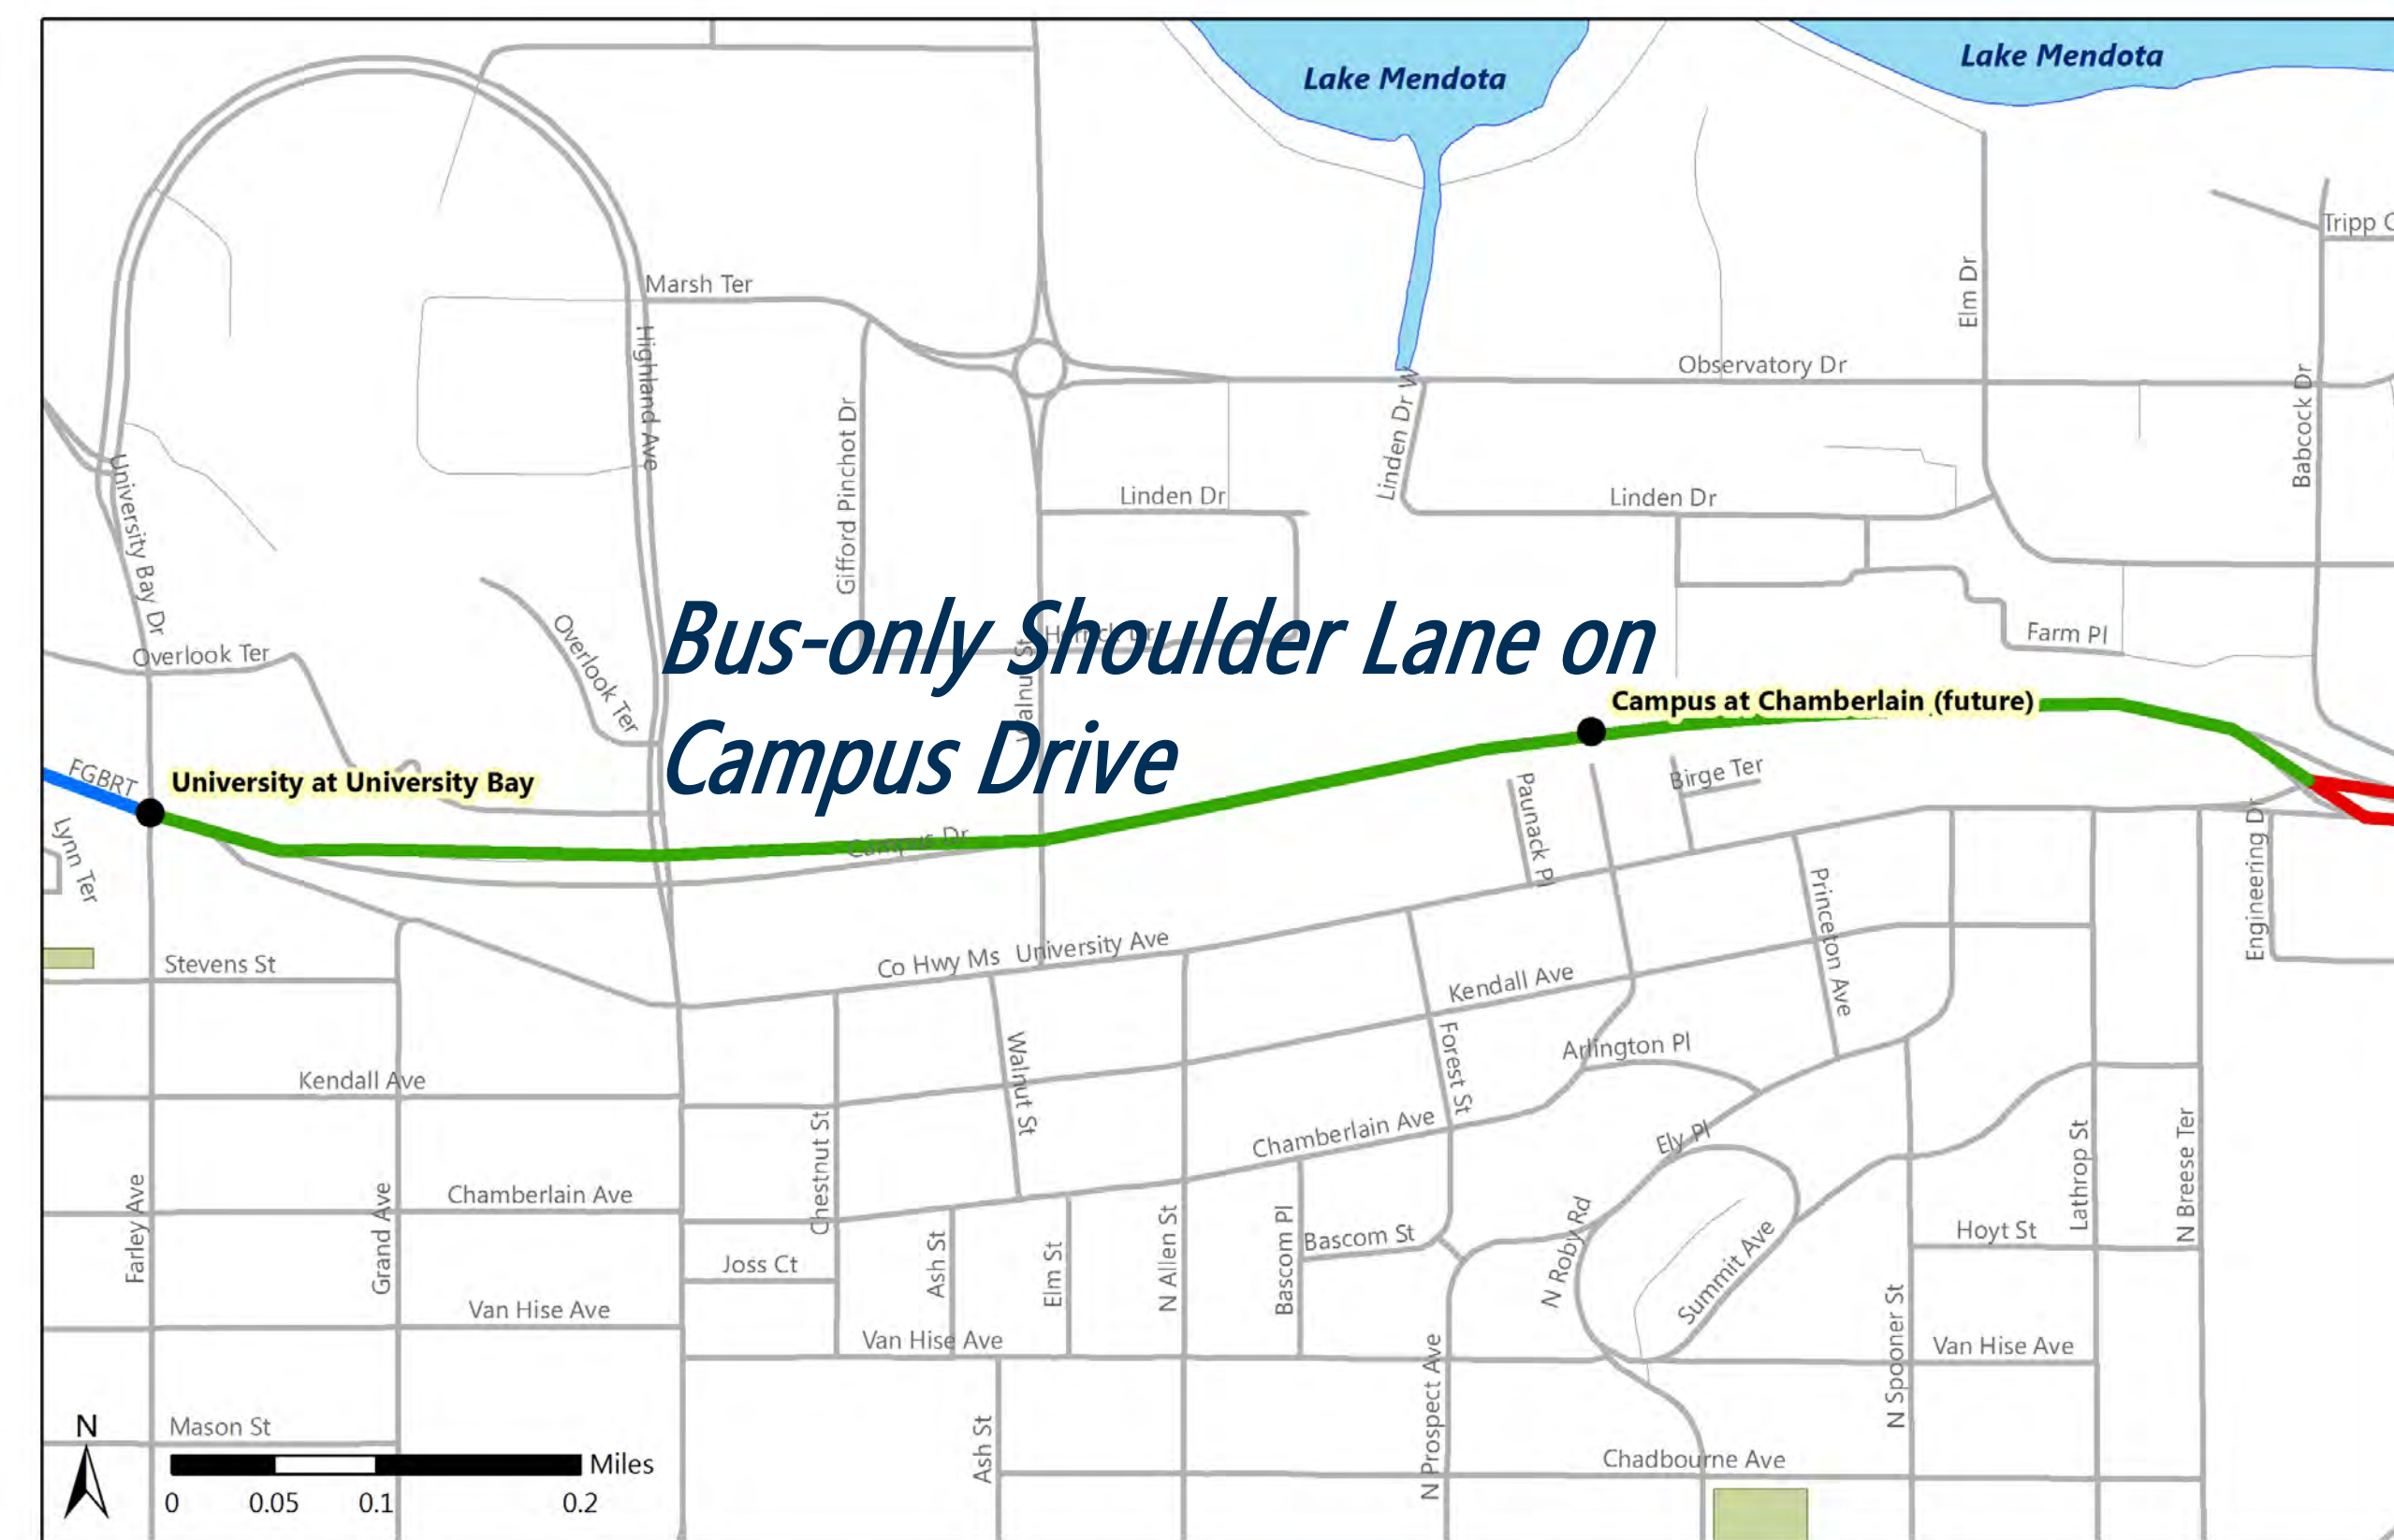 Lake Mendota
Lake Mendota
Tripp C
Marsh Ter
Highland Ave
Elm Dr
Observatory Dr
Babcock Dr
Gifford Pinchot Dr
Linden Dr W
University Bay Dr
Linden Dr
Linden Dr
Overlook Ter
Overlook Ter
Farm Pl
Bus-only Shoulder Lane on
Campus Drive
Campus at Chamberlain (future)
FGBRT
University at University Bay
Birge Ter
Paunack Pl
Lynn Ter
Campus Dr
Engineering Dr
Princeton Ave
Stevens St
Co Hwy Ms University Ave
Kendall Ave
Walnut St
Forest St
Arlington Pl
Kendall Ave
Chestnut St
Chamberlain Ave
Ely Pl
Lathrop St
N Breese Ter
Farley Ave
Grand Ave
Chamberlain Ave
Ash St
Elm St
N Allen St
Bascom Pl
Bascom St
N Roby Rd
Summit Ave
Hoyt St
Joss Ct
Van Hise Ave
Van Hise Ave
N Prospect Ave
N Spooner St
Van Hise Ave
N
Mason St
Ash St
Chadbourne Ave
Miles
0 0.05 0.1 0.2